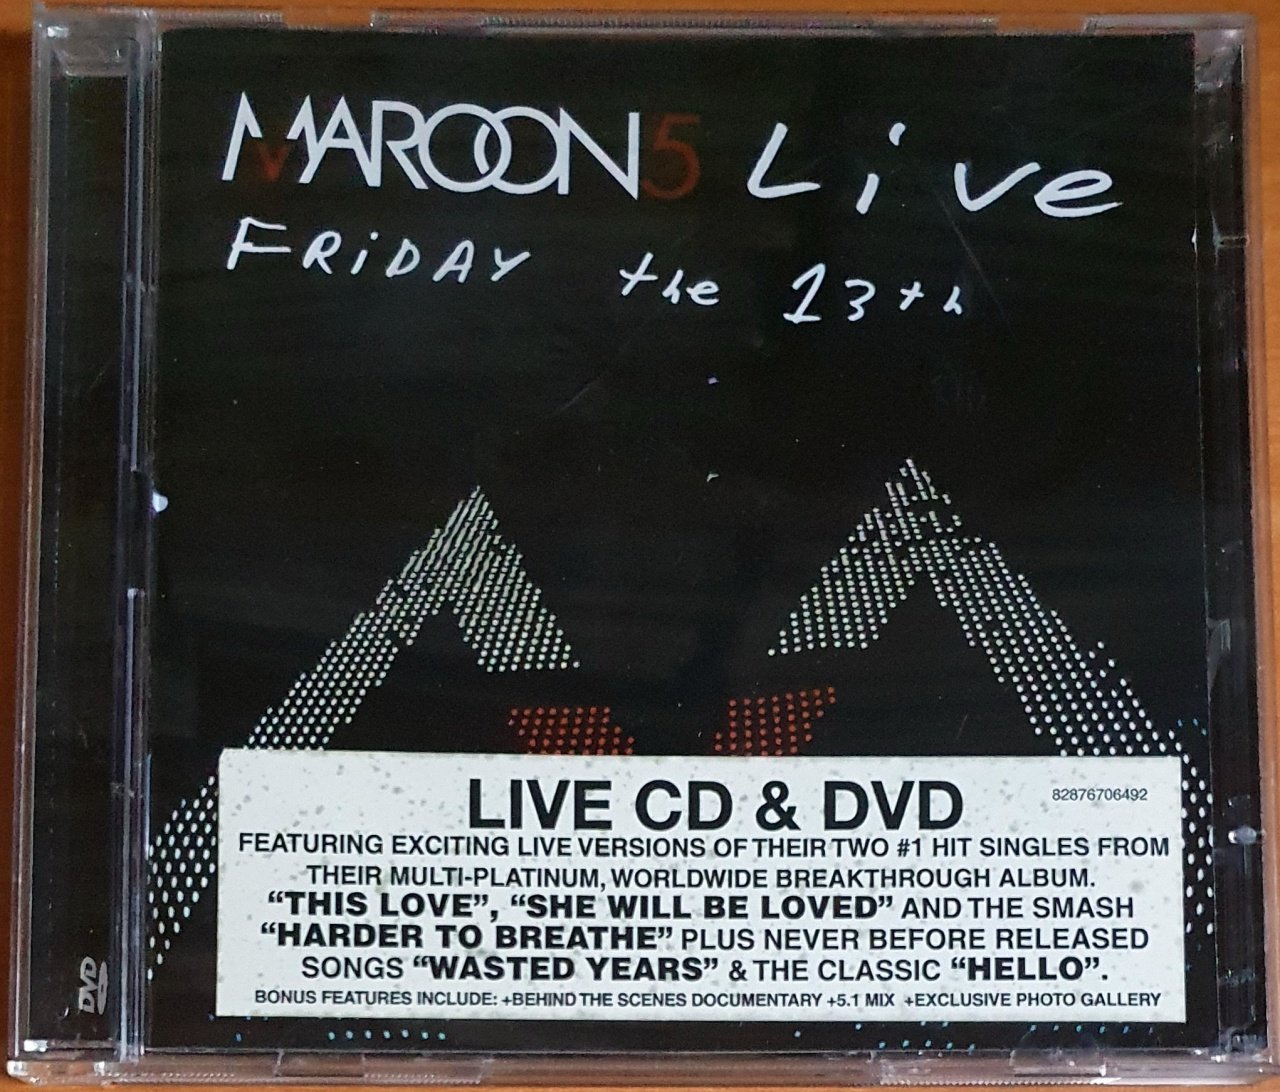 MAROON5 Live
FRiDAY the 13th
LIVE CD & DVD
82876706492
FEATURING EXCITING LIVE VERSIONS OF THEIR TWO #1 HIT SINGLES FROM
THEIR MULTI-PLATINUM, WORLDWIDE BREAKTHROUGH ALBUM.
“THIS LOVE”, “SHE WILL BE LOVED” AND THE SMASH
“HARDER TO BREATHE” PLUS NEVER BEFORE RELEASED
SONGS “WASTED YEARS” & THE CLASSIC “HELLO”.
BONUS FEATURES INCLUDE: +BEHIND THE SCENES DOCUMENTARY +5.1 MIX +EXCLUSIVE PHOTO GALLERY
DVD